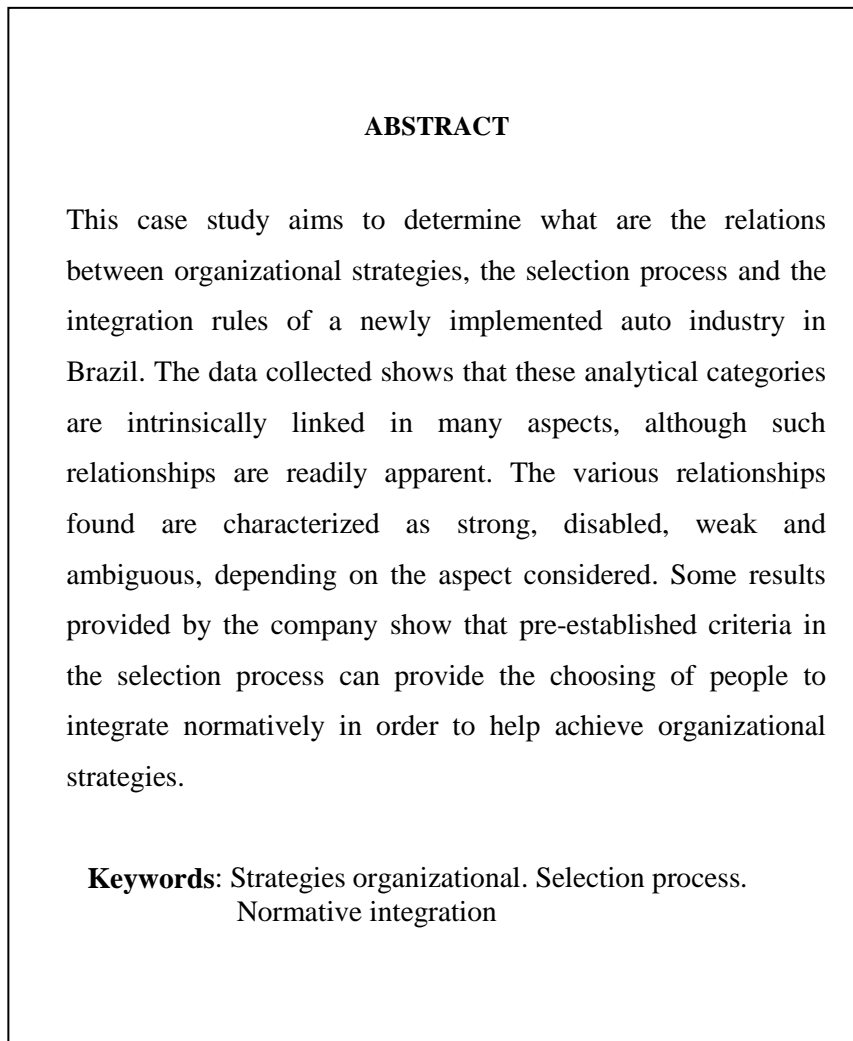 ABSTRACT
This case study aims to determine what are the relations
between organizational strategies, the selection process and the
integration rules of a newly implemented auto industry in
Brazil. The data collected shows that these analytical categories
are intrinsically linked in many aspects, although such
relationships are readily apparent. The various relationships
found are characterized as strong, disabled, weak and
ambiguous, depending on the aspect considered. Some results
provided by the company show that pre-established criteria in
the selection process can provide the choosing of people to
integrate normatively in order to help achieve organizational
strategies.
Keywords: Strategies organizational. Selection process.
Normative integration